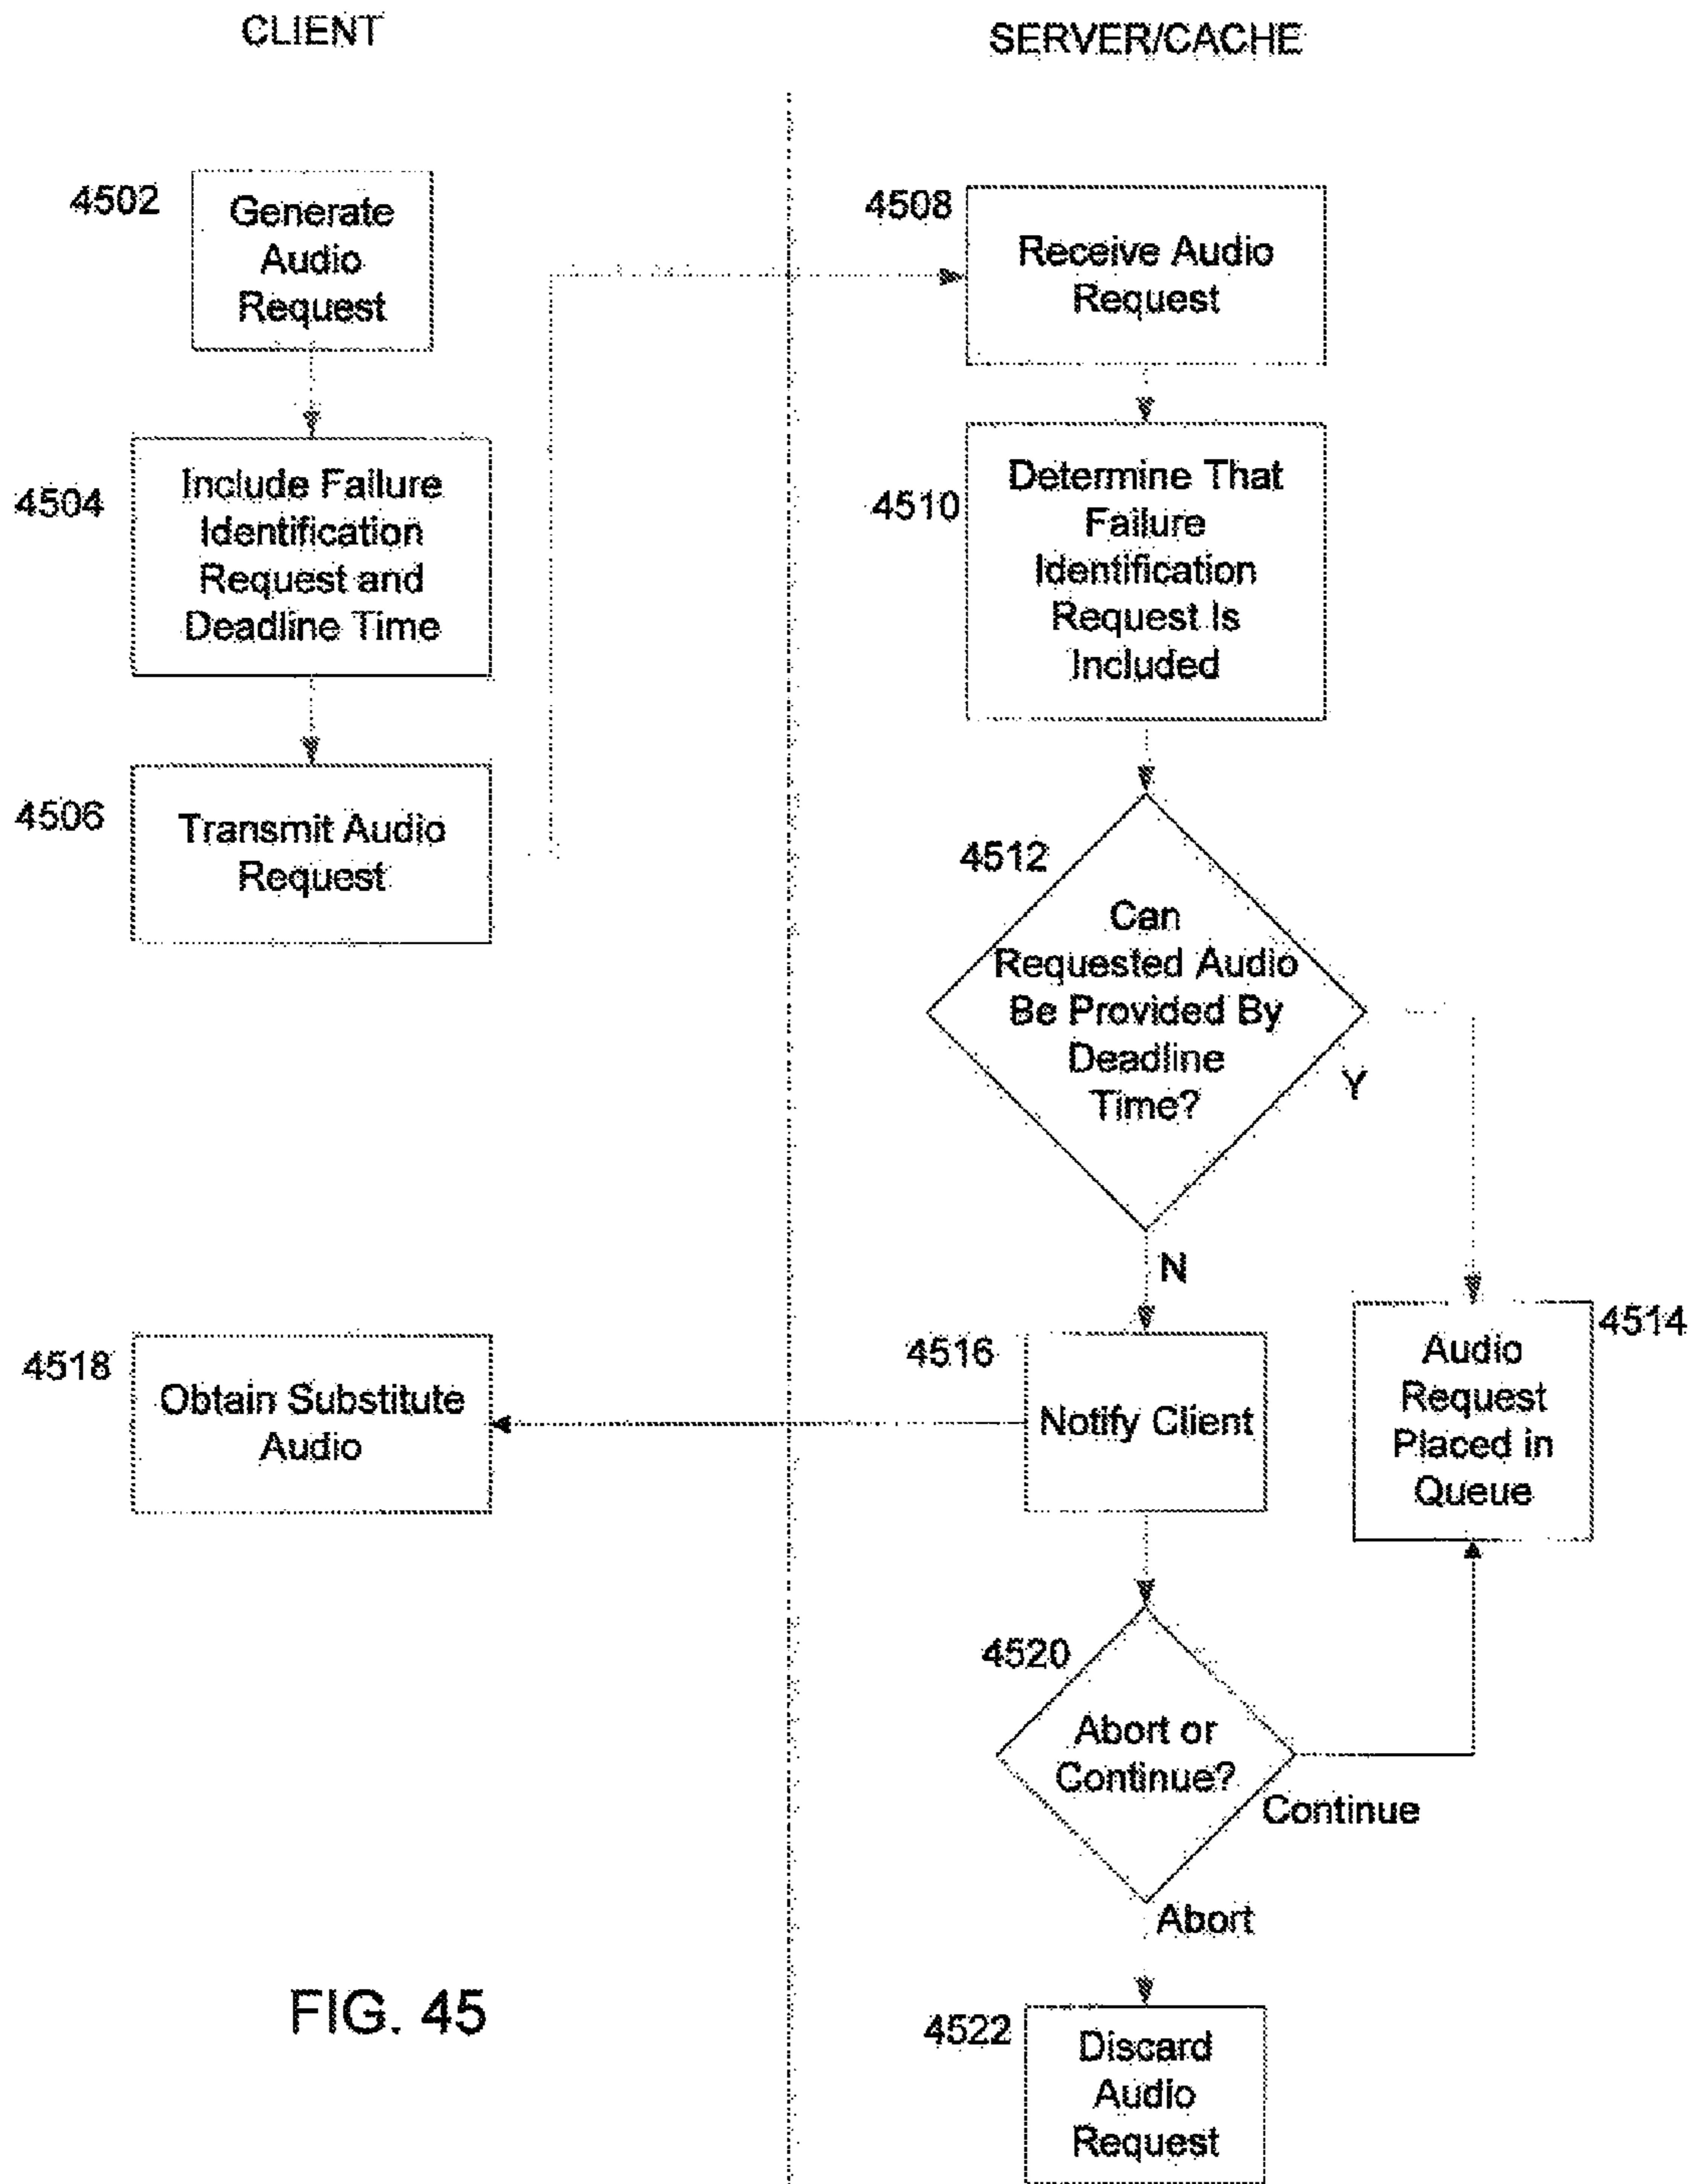 CLIENT
SERVER/CACHE
4502
Generate
Audio
Request
4504
Include Failure
Identification
Request and
Deadline Time
4506
Transmit Audio
Request
4508
Receive Audio
Request
4510
Determine That
Failure
Identification
Request Is
Included
4512
Can
Requested Audio
Be Provided By
Deadline
Time?
Y
N
4514
Audio
Request
Placed in
Queue
4516
Notify Client
4518
Obtain Substitute
Audio
4520
Abort or
Continue?
Continue
Abort
4522
Discard
Audio
Request
FIG. 45